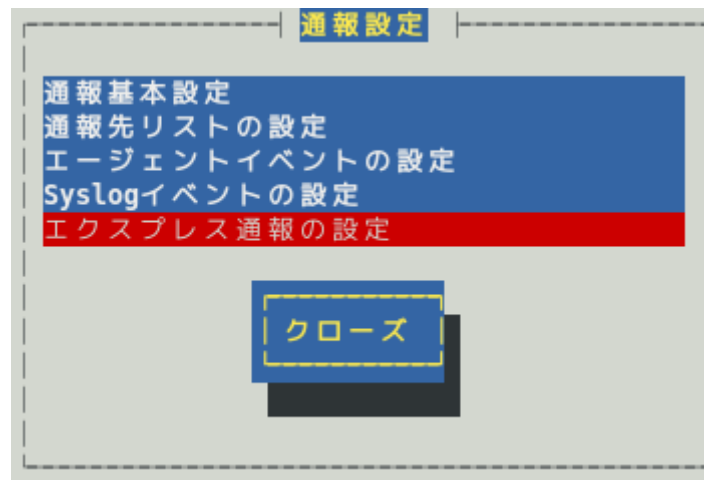 通報設定
通報基本設定
通報先リストの設定
エージェントイベントの設定
Syslogイベントの設定
エクスプレス通報の設定
クローズ